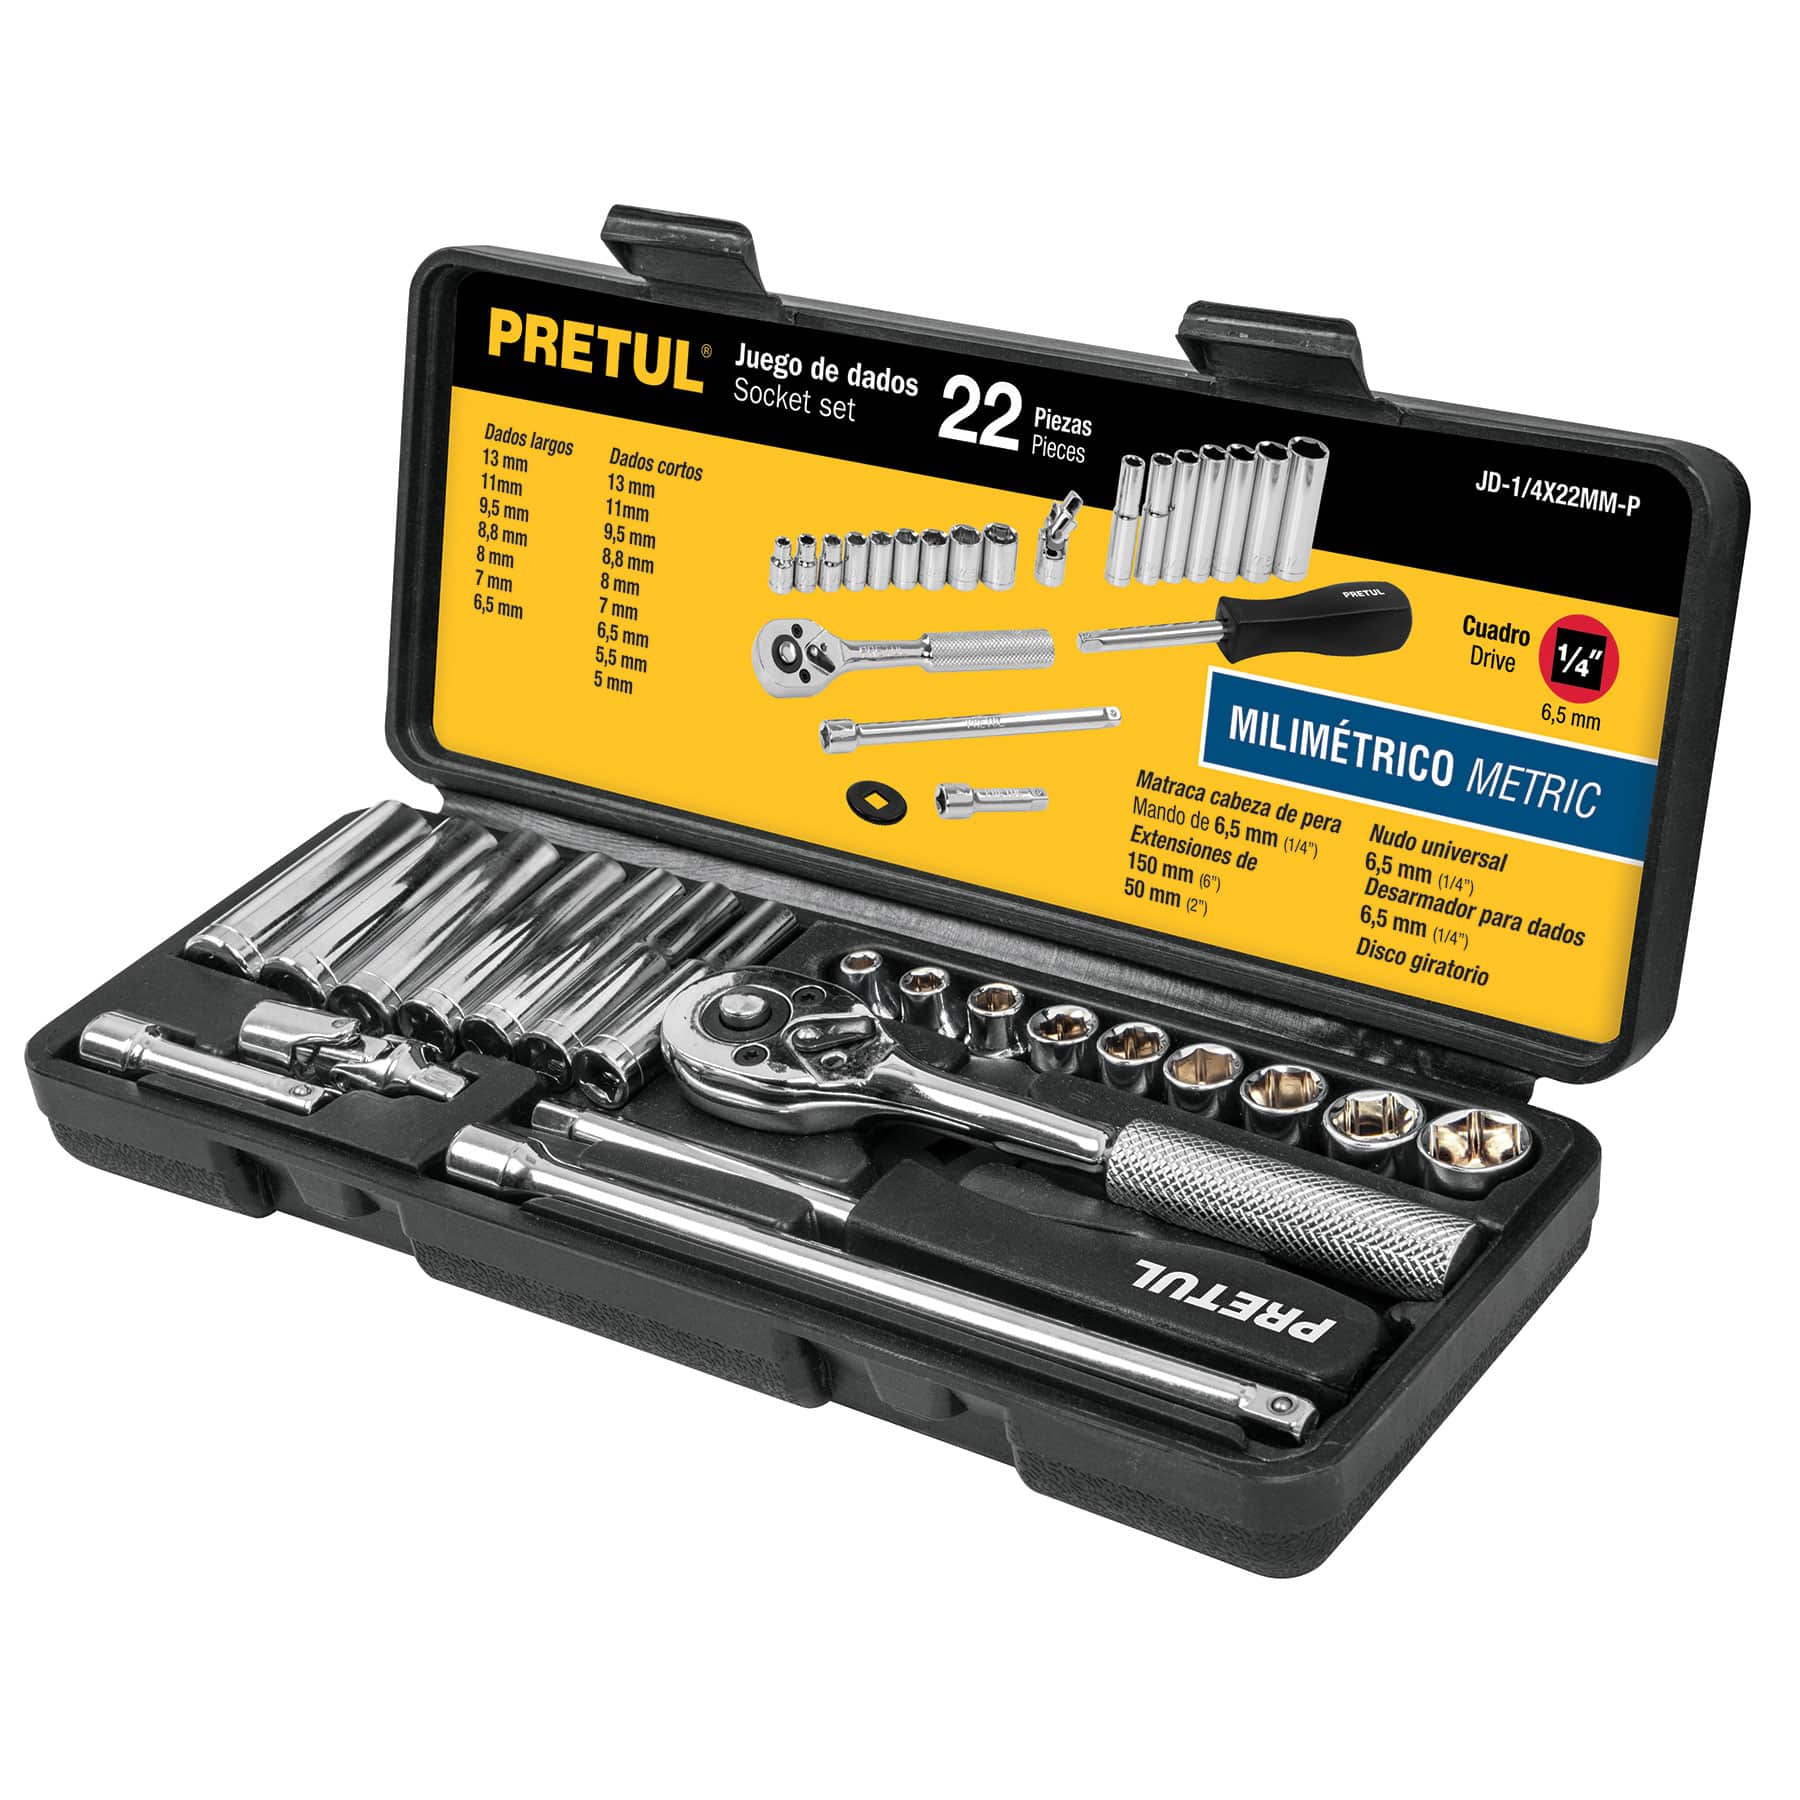 PRETUL®
Juego de dados
Socket set
22 Piezas
Pieces
JD-1/4X22MM-P
Dados largos
13 mm
11mm
9,5 mm
8,8 mm
8 mm
7 mm
6,5 mm
Dados cortos
13 mm
11mm
9,5 mm
8,8 mm
8 mm
7 mm
6,5 mm
5,5 mm
5 mm
PRETUL
PRETUL
Cuadro
Drive
1/4"
6,5 mm
MILIMÉTRICO METRIC
Matraca cabeza de pera
Mando de 6,5 mm (1/4")
Extensiones de
150 mm (6")
50 mm (2")
Nudo universal
6,5 mm (1/4")
Desarmador para dados
6,5 mm (1/4")
Disco giratorio
PRETUL